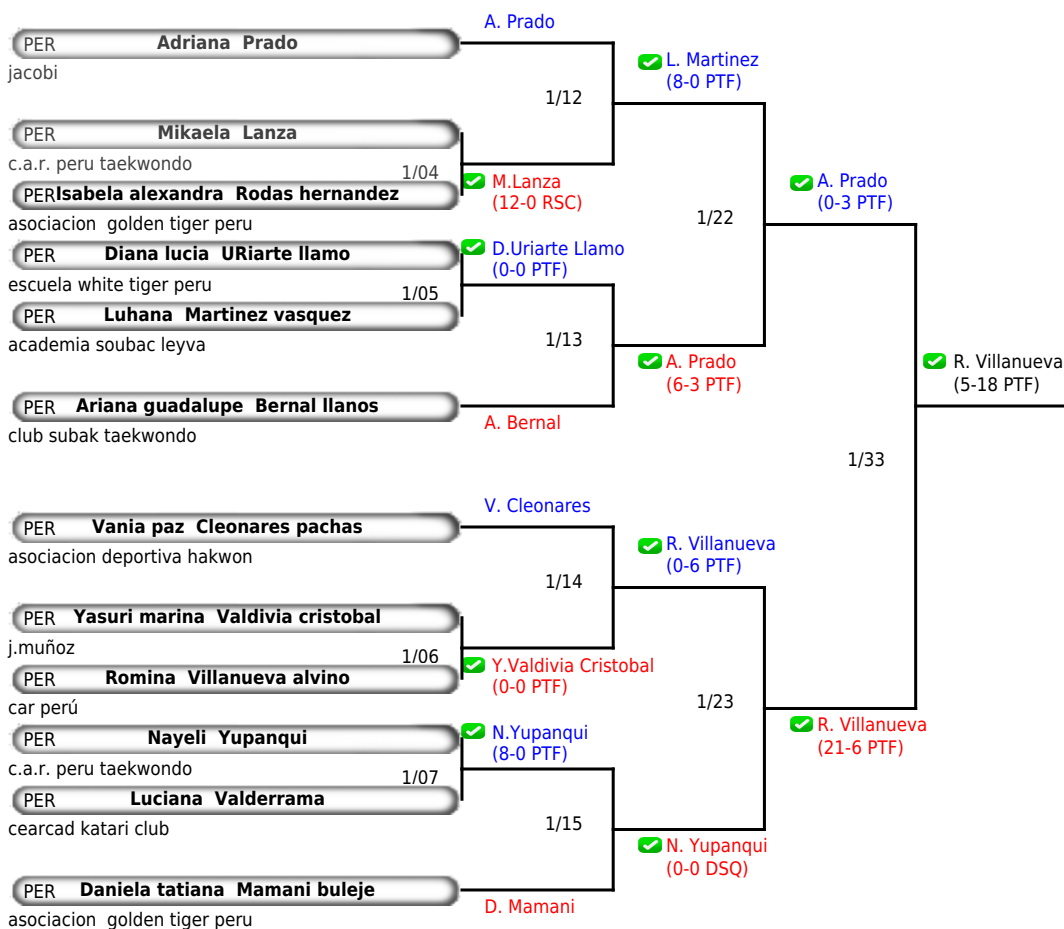 A. Prado
PER Adriana  Prado
jacobi
L. Martinez
(8-0 PTF)
1/12
PER Mikaela  Lanza
c.a.r. peru taekwondo
1/04
M.Lanza
(12-0 RSC)
PER Isabela alexandra  Rodas hernandez
asociacion  golden tiger peru
A. Prado
(0-3 PTF)
1/22
PER Diana lucia  URiarte llamo
escuela white tiger peru
D.Uriarte Llamo
(0-0 PTF)
1/05
PER Luhana  Martinez vasquez
academia soubac leyva
1/13
A. Prado
(6-3 PTF)
R. Villanueva
(5-18 PTF)
PER Ariana guadalupe  Bernal llanos
club subak taekwondo
A. Bernal
1/33
V. Cleonares
PER Vania paz  Cleonares pachas
asociacion deportiva hakwon
R. Villanueva
(0-6 PTF)
1/14
PER Yasuri marina  Valdivia cristobal
j.muñoz
1/06
Y.Valdivia Cristobal
(0-0 PTF)
PER Romina  Villanueva alvino
car perú
1/23
R. Villanueva
(21-6 PTF)
PER Nayeli  Yupanqui
c.a.r. peru taekwondo
N.Yupanqui
(8-0 PTF)
1/07
PER Luciana  Valderrama
cearcad katari club
1/15
N. Yupanqui
(0-0 DSQ)
PER Daniela tatiana  Mamani buleje
asociacion  golden tiger peru
D. Mamani